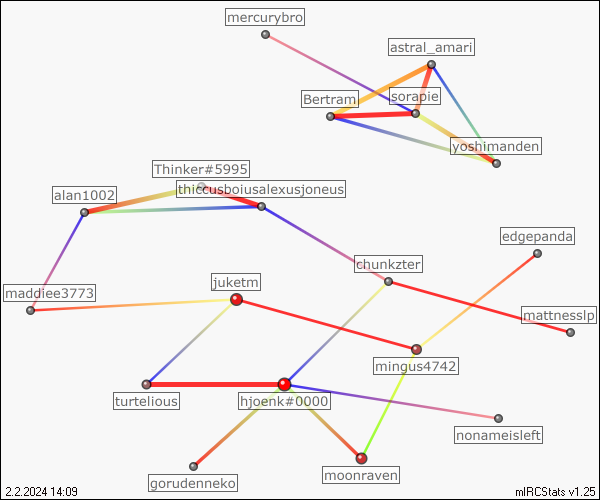 mercurybro
astral_amari
Bertram
sorapie
yoshimanden
Thinker#5995
alan1002
thiccusboiusalexusjoneus
edgepanda
chunkzter
juketm
maddiee3773
mattnesslp
mingus4742
turtelious
hjoenk#0000
nonameisleft
moonraven
gorudenneko
2.2.2024 14:09
mIRCStats v1.25